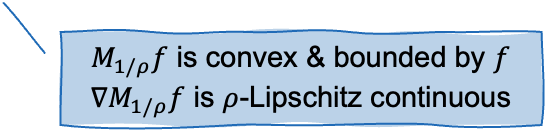 𝑀₁/ᵨ𝑓 is convex & bounded by 𝑓
∇𝑀₁/ᵨ𝑓 is 𝜌-Lipschitz continuous